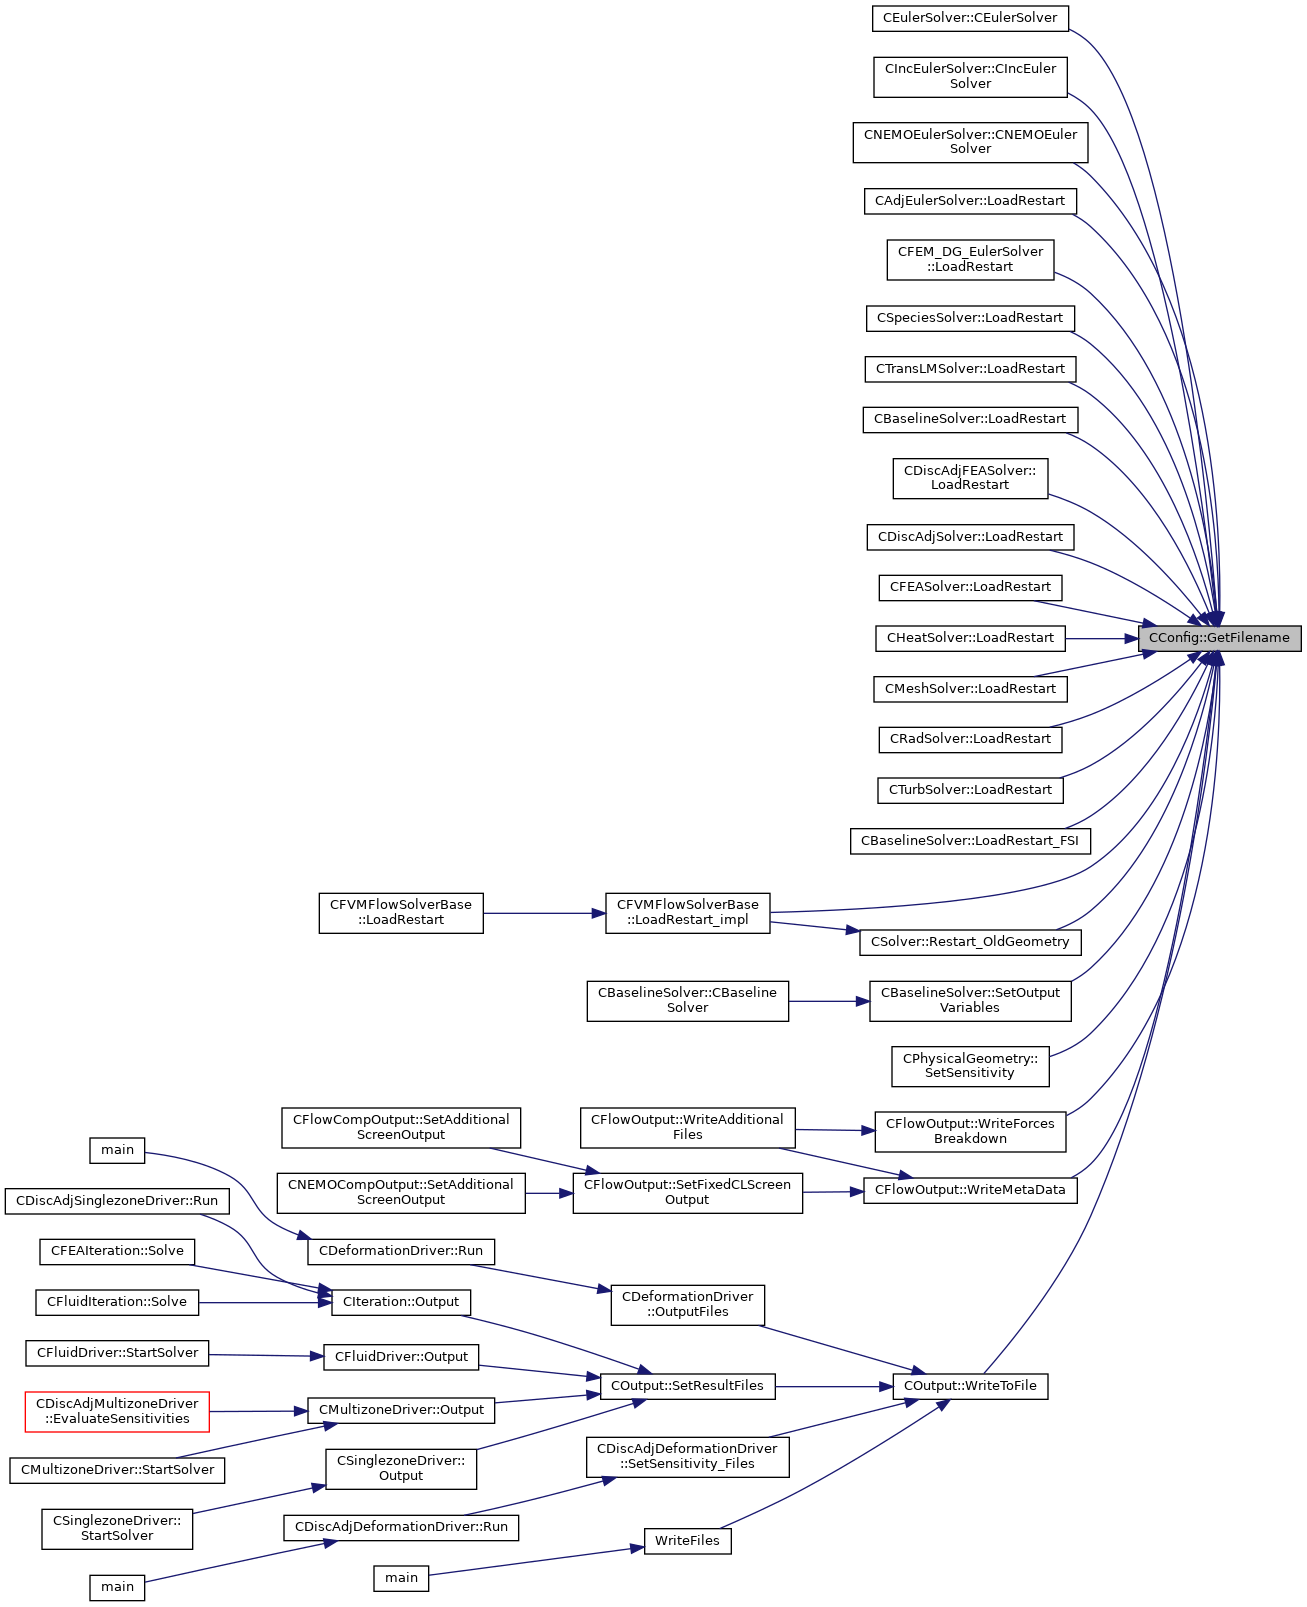 CEulerSolver::CEulerSolver
CIncEulerSolver::CIncEuler
Solver
CNEMOEulerSolver::CNEMOEuler
Solver
CAdjEulerSolver::LoadRestart
CFEM_DG_EulerSolver
::LoadRestart
CSpeciesSolver::LoadRestart
CTransLMSolver::LoadRestart
CBaselineSolver::LoadRestart
CDiscAdjFEASolver::
LoadRestart
CDiscAdjSolver::LoadRestart
CFEASolver::LoadRestart
CHeatSolver::LoadRestart
CConfig::GetFilename
CMeshSolver::LoadRestart
CRadSolver::LoadRestart
CTurbSolver::LoadRestart
CBaselineSolver::LoadRestart_FSI
CFVMFlowSolverBase
::LoadRestart
CFVMFlowSolverBase
::LoadRestart_impl
CSolver::Restart_OldGeometry
CBaselineSolver::CBaseline
Solver
CBaselineSolver::SetOutput
Variables
CPhysicalGeometry::
SetSensitivity
CFlowCompOutput::SetAdditional
ScreenOutput
CFlowOutput::WriteAdditional
Files
CFlowOutput::WriteForces
Breakdown
main
CNEMOCompOutput::SetAdditional
ScreenOutput
CFlowOutput::SetFixedCLScreen
Output
CFlowOutput::WriteMetaData
CDiscAdjSinglezoneDriver::Run
CFEAIteration::Solve
CDeformationDriver::Run
CFluidIteration::Solve
CIteration::Output
CDeformationDriver
::OutputFiles
CFluidDriver::StartSolver
CFluidDriver::Output
COutput::SetResultFiles
COutput::WriteToFile
CDiscAdjMultizoneDriver
::EvaluateSensitivities
CMultizoneDriver::Output
CMultizoneDriver::StartSolver
CSinglezoneDriver::
Output
CDiscAdjDeformationDriver
::SetSensitivity_Files
CSinglezoneDriver::
StartSolver
CDiscAdjDeformationDriver::Run
WriteFiles
main
main